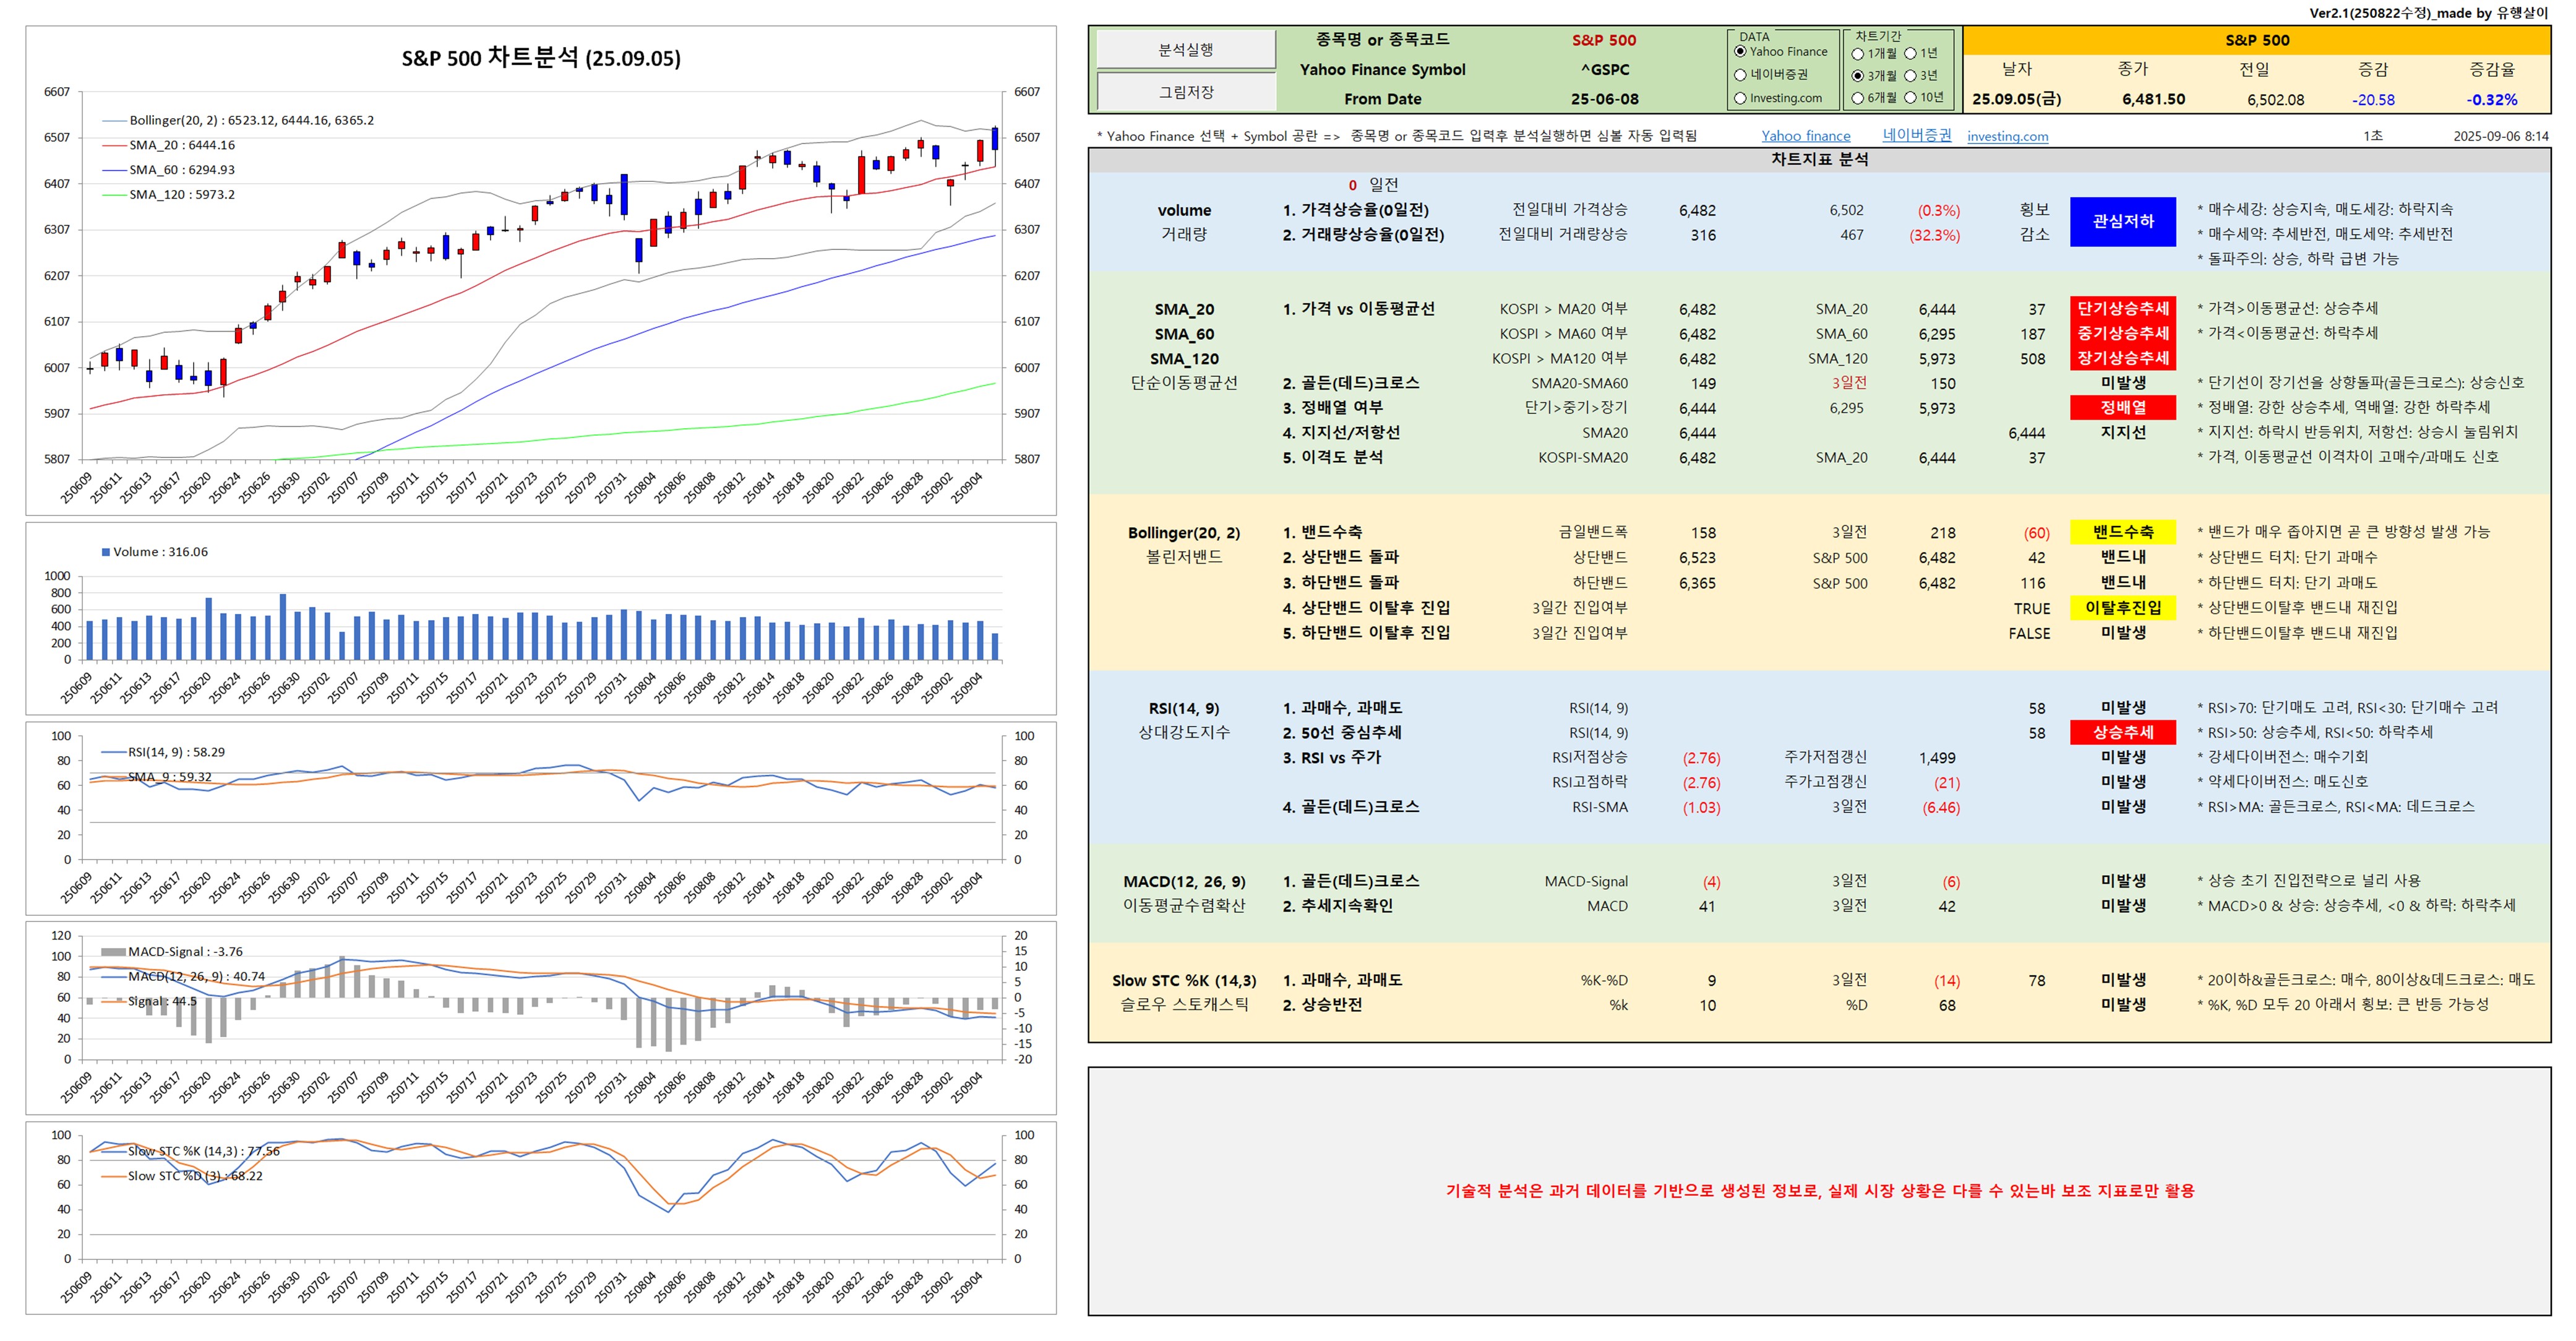 Ver2.1(250822수정)_made by 유행살이
S&P 500 차트분석 (25.09.05)
6607 6607
Bollinger(20, 2) : 6523.12, 6444.16, 6365.2
6507 6507
SMA_20 : 6444.16
SMA_60 : 6294.93
6407 6407
SMA_120 : 5973.2
6307 6307
6207 6207
6107 6107
6007 6007
5907 5907
5807 5807
250609 250611 250613 250617 250620 250624 250626 250630 250702 250707 250709 250711 250715 250717 250721 250723 250725 250729 250731 250804 250806 250808 250812 250814 250818 250820 250822 250826 250828 250902 250904
Volume : 316.06
1000
800
600
400
200
0
250609 250611 250613 250617 250620 250624 250626 250630 250702 250707 250709 250711 250715 250717 250721 250723 250725 250729 250731 250804 250806 250808 250812 250814 250818 250820 250822 250826 250828 250902 250904
100 100
RSI(14, 9) : 58.29
80 80
SMA_9 : 59.32
60 60
40 40
20 20
0 0
250609 250611 250613 250617 250620 250624 250626 250630 250702 250707 250709 250711 250715 250717 250721 250723 250725 250729 250731 250804 250806 250808 250812 250814 250818 250820 250822 250826 250828 250902 250904
120 20
MACD-Signal : -3.76
15
100 10
MACD(12, 26, 9) : 40.74
80 5
Signal : 44.5
60 0
40 -5
-10
20 -15
0 -20
250609 250611 250613 250617 250620 250624 250626 250630 250702 250707 250709 250711 250715 250717 250721 250723 250725 250729 250731 250804 250806 250808 250812 250814 250818 250820 250822 250826 250828 250902 250904
100 100
Slow STC %K (14,3) : 77.56
80 80
Slow STC %D (3) : 68.22
60 60
40 40
20 20
0 0
250609 250611 250613 250617 250620 250624 250626 250630 250702 250707 250709 250711 250715 250717 250721 250723 250725 250729 250731 250804 250806 250808 250812 250814 250818 250820 250822 250826 250828 250902 250904
분석실행
그림저장
종목명 or 종목코드 S&P 500
Yahoo Finance Symbol ^GSPC
From Date 25-06-08
DATA
Yahoo Finance
네이버증권
Investing.com
차트기간
1개월 1년
3개월 3년
6개월 10년
S&P 500
날자 종가 전일 증감 증감율
25.09.05(금) 6,481.50 6,502.08 -20.58 -0.32%
* Yahoo Finance 선택 + Symbol 공란 => 종목명 or 종목코드 입력후 분석실행하면 심볼 자동 입력됨 Yahoo finance 네이버증권 investing.com 1초 2025-09-06 8:14
차트지표 분석
0 일전
volume 1. 가격상승율(0일전) 전일대비 가격상승 6,482 6,502 (0.3%) 횡보 관심저하 * 매수세강: 상승지속, 매도세강: 하락지속
거래량 2. 거래량상승율(0일전) 전일대비 거래량상승 316 467 (32.3%) 감소 * 매수세약: 추세반전, 매도세약: 추세반전
* 돌파주의: 상승, 하락 급변 가능
SMA_20 1. 가격 vs 이동평균선 KOSPI > MA20 여부 6,482 SMA_20 6,444 37 단기상승추세 * 가격>이동평균선: 상승추세
SMA_60 KOSPI > MA60 여부 6,482 SMA_60 6,295 187 중기상승추세 * 가격<이동평균선: 하락추세
SMA_120 KOSPI > MA120 여부 6,482 SMA_120 5,973 508 장기상승추세
단순이동평균선 2. 골든(데드)크로스 SMA20-SMA60 149 3일전 150 미발생 * 단기선이 장기선을 상향돌파(골든크로스): 상승신호
3. 정배열 여부 단기>중기>장기 6,444 6,295 5,973 정배열 * 정배열: 강한 상승추세, 역배열: 강한 하락추세
4. 지지선/저항선 SMA20 6,444 6,444 지지선 * 지지선: 하락시 반등위치, 저항선: 상승시 눌림위치
5. 이격도 분석 KOSPI-SMA20 6,482 SMA_20 6,444 37 * 가격, 이동평균선 이격차이 고매수/과매도 신호
Bollinger(20, 2) 1. 밴드수축 금일밴드폭 158 3일전 218 (60) 밴드수축 * 밴드가 매우 좁아지면 곧 큰 방향성 발생 가능
볼린저밴드 2. 상단밴드 돌파 상단밴드 6,523 S&P 500 6,482 42 밴드내 * 상단밴드 터치: 단기 과매수
3. 하단밴드 돌파 하단밴드 6,365 S&P 500 6,482 116 밴드내 * 하단밴드 터치: 단기 과매도
4. 상단밴드 이탈후 진입 3일간 진입여부 TRUE 이탈후진입 * 상단밴드이탈후 밴드내 재진입
5. 하단밴드 이탈후 진입 3일간 진입여부 FALSE 미발생 * 하단밴드이탈후 밴드내 재진입
RSI(14, 9) 1. 과매수, 과매도 RSI(14, 9) 58 미발생 * RSI>70: 단기매도 고려, RSI<30: 단기매수 고려
상대강도지수 2. 50선 중심추세 RSI(14, 9) 58 상승추세 * RSI>50: 상승추세, RSI<50: 하락추세
3. RSI vs 주가 RSI저점상승 (2.76) 주가저점갱신 1,499 미발생 * 강세다이버전스: 매수기회
RSI고점하락 (2.76) 주가고점갱신 (21) 미발생 * 약세다이버전스: 매도신호
4. 골든(데드)크로스 RSI-SMA (1.03) 3일전 (6.46) 미발생 * RSI>MA: 골든크로스, RSI<MA: 데드크로스
MACD(12, 26, 9) 1. 골든(데드)크로스 MACD-Signal (4) 3일전 (6) 미발생 * 상승 초기 진입전략으로 널리 사용
이동평균수렴확산 2. 추세지속확인 MACD 41 3일전 42 미발생 * MACD>0 & 상승: 상승추세, <0 & 하락: 하락추세
Slow STC %K (14,3) 1. 과매수, 과매도 %K-%D 9 3일전 (14) 78 미발생 * 20이하&골든크로스: 매수, 80이상&데드크로스: 매도
슬로우 스토캐스틱 2. 상승반전 %k 10 %D 68 미발생 * %K, %D 모두 20 아래서 횡보: 큰 반등 가능성
기술적 분석은 과거 데이터를 기반으로 생성된 정보로, 실제 시장 상황은 다를 수 있는바 보조 지표로만 활용